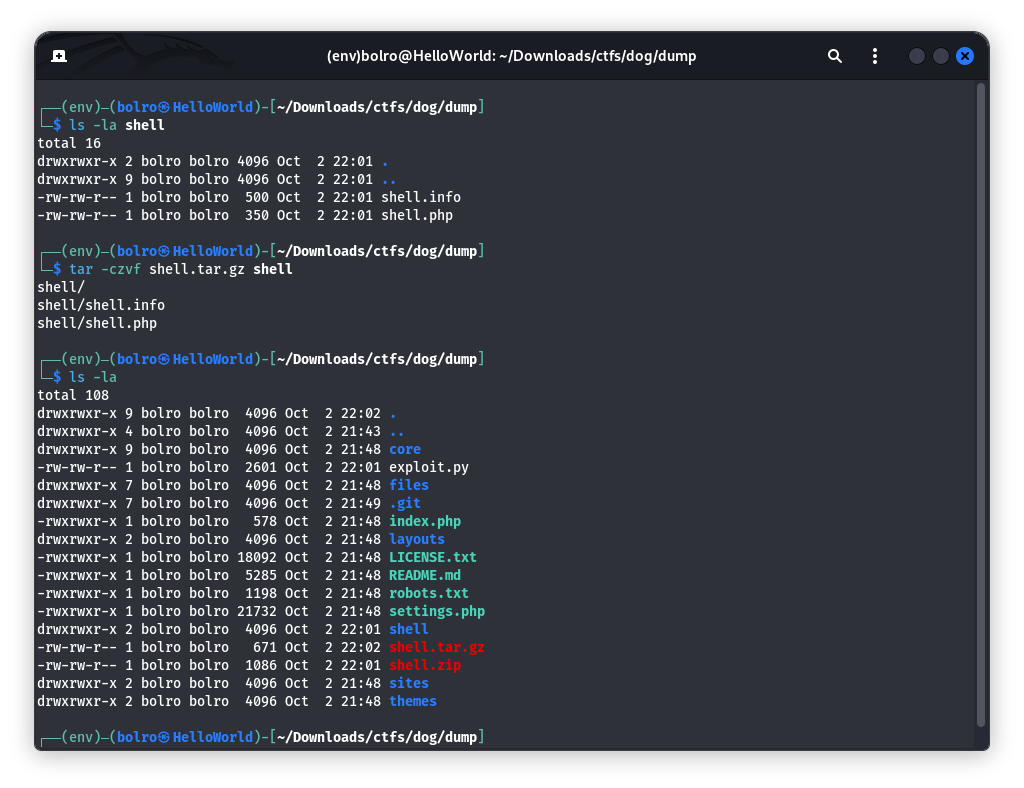 (env)bolro@HelloWorld: ~/Downloads/ctfs/dog/dump
┌──(env)─(bolro㉿HelloWorld)-[~/Downloads/ctfs/dog/dump]
└─$ ls -la shell
total 16
drwxrwxr-x 2 bolro bolro 4096 Oct  2 22:01 .
drwxrwxr-x 9 bolro bolro 4096 Oct  2 22:01 ..
-rw-rw-r-- 1 bolro bolro  500 Oct  2 22:01 shell.info
-rw-rw-r-- 1 bolro bolro  350 Oct  2 22:01 shell.php
┌──(env)─(bolro㉿HelloWorld)-[~/Downloads/ctfs/dog/dump]
└─$ tar -czvf shell.tar.gz shell
shell/
shell/shell.info
shell/shell.php
┌──(env)─(bolro㉿HelloWorld)-[~/Downloads/ctfs/dog/dump]
└─$ ls -la
total 108
drwxrwxr-x 9 bolro bolro  4096 Oct  2 22:02 .
drwxrwxr-x 4 bolro bolro  4096 Oct  2 21:43 ..
drwxrwxr-x 9 bolro bolro  4096 Oct  2 21:48 core
-rw-rw-r-- 1 bolro bolro  2601 Oct  2 22:01 exploit.py
drwxrwxr-x 7 bolro bolro  4096 Oct  2 21:48 files
drwxrwxr-x 7 bolro bolro  4096 Oct  2 21:49 .git
-rwxrwxr-x 1 bolro bolro   578 Oct  2 21:48 index.php
drwxrwxr-x 2 bolro bolro  4096 Oct  2 21:48 layouts
-rwxrwxr-x 1 bolro bolro 18092 Oct  2 21:48 LICENSE.txt
-rwxrwxr-x 1 bolro bolro  5285 Oct  2 21:48 README.md
-rwxrwxr-x 1 bolro bolro  1198 Oct  2 21:48 robots.txt
-rwxrwxr-x 1 bolro bolro 21732 Oct  2 21:48 settings.php
drwxrwxr-x 2 bolro bolro  4096 Oct  2 22:01 shell
-rw-rw-r-- 1 bolro bolro   671 Oct  2 22:02 shell.tar.gz
-rw-rw-r-- 1 bolro bolro  1086 Oct  2 22:01 shell.zip
drwxrwxr-x 2 bolro bolro  4096 Oct  2 21:48 sites
drwxrwxr-x 2 bolro bolro  4096 Oct  2 21:48 themes
┌──(env)─(bolro㉿HelloWorld)-[~/Downloads/ctfs/dog/dump]